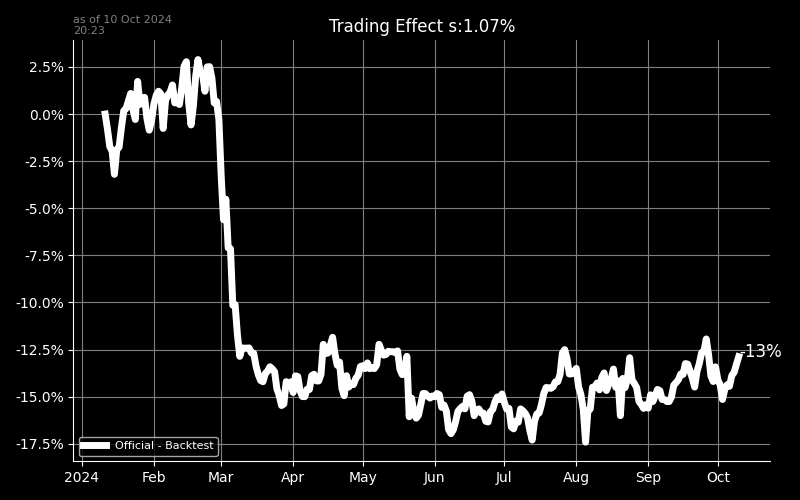 as of 10 Oct 2024
20:23
Trading Effect s:1.07%
2.5%
0.0%
-2.5%
-5.0%
-7.5%
-10.0%
-12.5%
-15.0%
-17.5%
-13%
Official - Backtest
2024 Feb Mar Apr May Jun Jul Aug Sep Oct